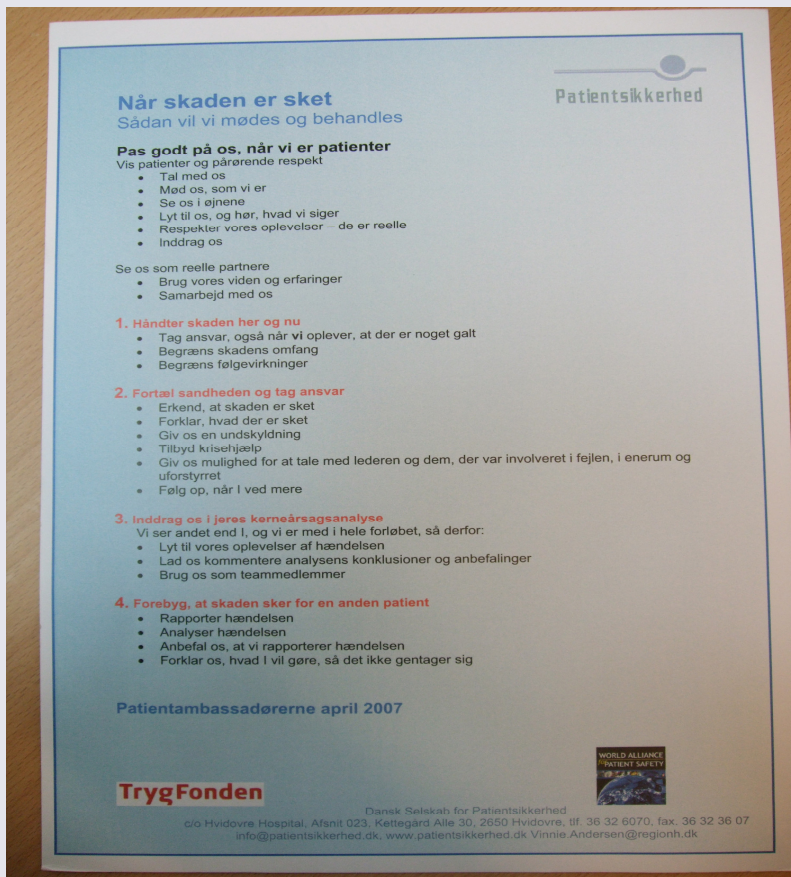 Patientsikkerhed
Når skaden er sket
Sådan vil vi mødes og behandles
Pas godt på os, når vi er patienter
Vis patienter og pårørende respekt
• Tal med os
• Mød os, som vi er
• Se os i øjnene
• Lyt til os, og hør, hvad vi siger
• Respekter vores oplevelser – de er reelle
• Inddrag os
Se os som reelle partnere
• Brug vores viden og erfaringer
• Samarbejd med os
1. Håndter skaden her og nu
• Tag ansvar, også når vi oplever, at der er noget galt
• Begræns skadens omfang
• Begræns følgevirkninger
2. Fortæl sandheden og tag ansvar
• Erkend, at skaden er sket
• Forklar, hvad der er sket
• Giv os en undskyldning
• Tilbyd krisehjælp
• Giv os mulighed for at tale med lederen og dem, der var involveret i fejlen, i enerum og
uforstyrret
• Følg op, når I ved mere
3. Inddrag os i jeres kerneårsagsanalyse
Vi ser andet end I, og vi er med i hele forløbet, så derfor:
• Lyt til vores oplevelser af hændelsen
• Lad os kommentere analysens konklusioner og anbefalinger
• Brug os som teammedlemmer
4. Forebyg, at skaden sker for en anden patient
• Rapporter hændelsen
• Analyser hændelsen
• Anbefal os, at vi rapporterer hændelsen
• Forklar os, hvad I vil gøre, så det ikke gentager sig
Patientambassadørerne april 2007
WORLD ALLIANCE
for PATIENT SAFETY
TrygFonden
Dansk Selskab for Patientsikkerhed
c/o Hvidovre Hospital, Afsnit 023, Kettegård Alle 30, 2650 Hvidovre, tlf. 36 32 6070, fax. 36 32 36 07
info@patientsikkerhed.dk, www.patientsikkerhed.dk Vinnie.Andersen@regionh.dk